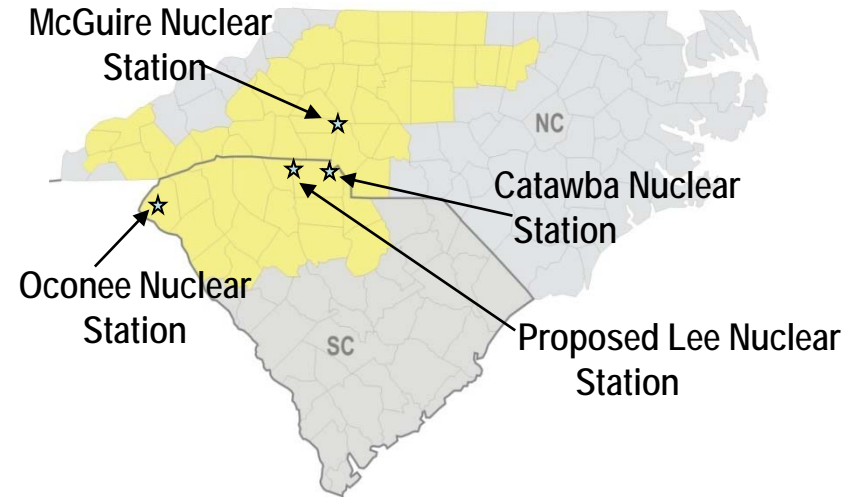 McGuire Nuclear
Station
NC
Catawba Nuclear
Station
Oconee Nuclear
Station
SC
Proposed Lee Nuclear
Station